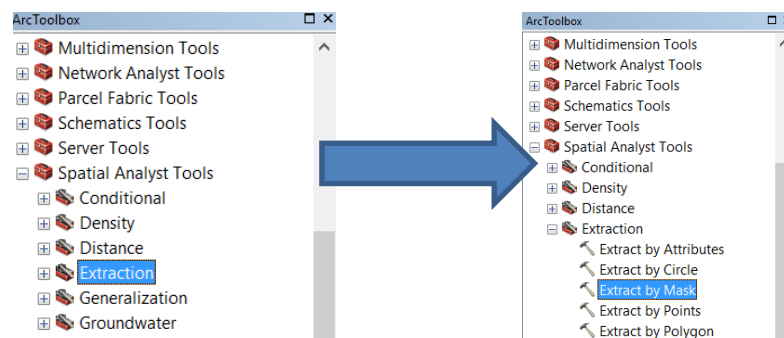 ArcToolbox
Multidimension Tools
Network Analyst Tools
Parcel Fabric Tools
Schematics Tools
Server Tools
Spatial Analyst Tools
Conditional
Density
Distance
Extraction
Generalization
Groundwater
ArcToolbox
Multidimension Tools
Network Analyst Tools
Parcel Fabric Tools
Schematics Tools
Server Tools
Spatial Analyst Tools
Conditional
Density
Distance
Extraction
Extract by Attributes
Extract by Circle
Extract by Mask
Extract by Points
Extract by Polygon